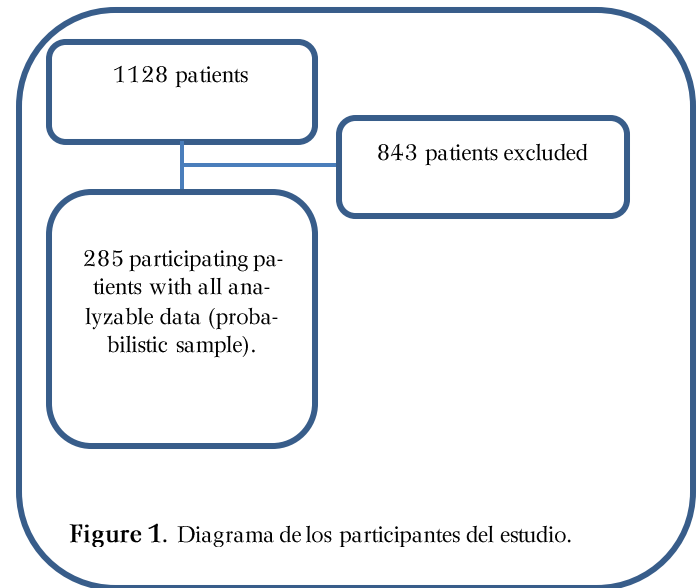 1128 patients
843 patients excluded
285 participating pa-
tients with all ana-
lyzable data (proba-
bilistic sample).
Figure 1. Diagrama de los participantes del estudio.